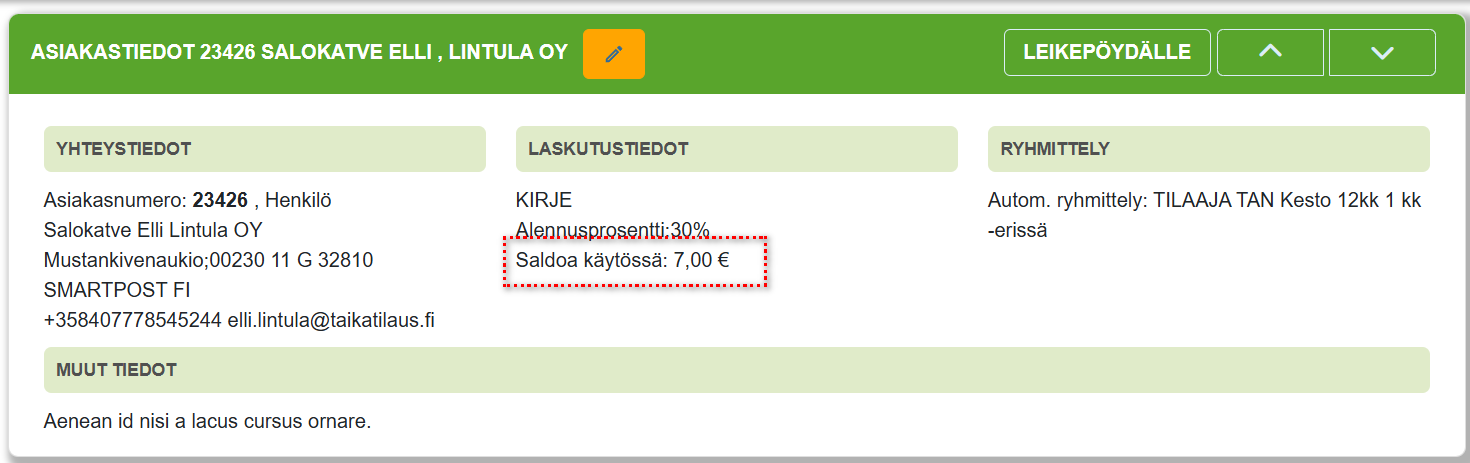 ASIAKASTIEDOT 23426 SALOKATVE ELLI , LINTULA OY
LEIKEPÖYDÄLLE
YHTEYSTIEDOT
Asiakasnumero: 23426 , Henkilö
Salokatve Elli Lintula OY
Mustankivenaukio;00230 11 G 32810
SMARTPOST FI
+358407778545244 elli.lintula@taikatilaus.fi
LASKUTUSTIEDOT
KIRJE
Alennusprosentti:30%
Saldoa käytössä: 7,00 €
RYHMITTELY
Autom. ryhmittely: TILAAJA TAN Kesto 12kk 1 kk
-erissä
MUUT TIEDOT
Aenean id nisi a lacus cursus ornare.